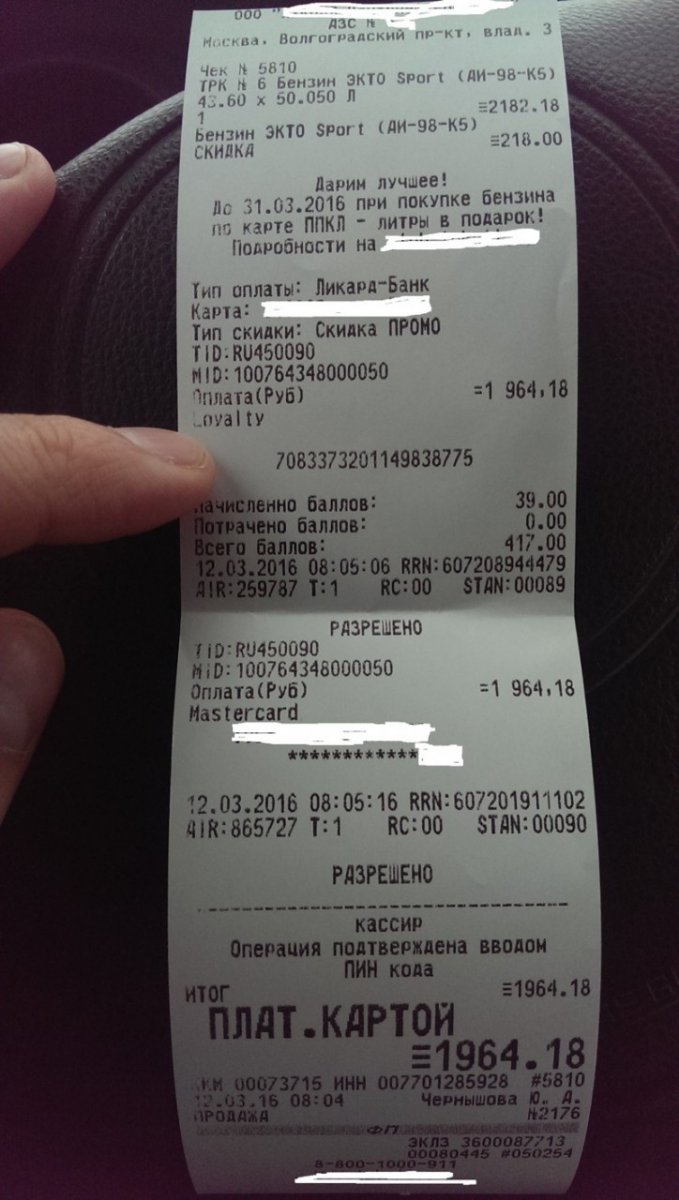 ООО "
АЗС №
Москва, Волгоградский пр-кт, влад. 3
Чек № 5810
ТРК № 6 Бензин ЭКТО Sport (АИ-98-К5)
43.60 x 50.050 Л ≡2182.18
1
Бензин ЭКТО Sport (АИ-98-К5)
СКИДКА ≡218.00
Дарим лучшее!
До 31.03.2016 при покупке бензина
по карте ППКЛ - литры в подарок!
Подробности на
Тип оплаты: Ликард-Банк
Карта:
Тип скидки: Скидка ПРОМО
TID:RU450090
MID:100764348000050
Оплата(Руб) =1 964,18
Loyalty
7083373201149838775
Начисленно баллов: 39.00
Потрачено баллов: 0.00
Всего баллов: 417.00
12.03.2016 08:05:06 RRN:607208944479
AIR:259787 T:1 RC:00 STAN:00089
РАЗРЕШЕНО
TID:RU450090
MID:100764348000050
Оплата(Руб) =1 964,18
Mastercard
************
12.03.2016 08:05:16 RRN:607201911102
AIR:865727 T:1 RC:00 STAN:00090
РАЗРЕШЕНО
кассир
Операция подтверждена вводом
ПИН кода
ИТОГ ≡1964.18
ПЛАТ.КАРТОЙ
≡1964.18
ККМ 00073715 ИНН 007701285928 #5810
12.03.16 08:04 Чернышова Ю. А.
ПРОДАЖА №2176
ФП
ЭКЛЗ 3600087713
00080445 #050254
8-800-1000-911